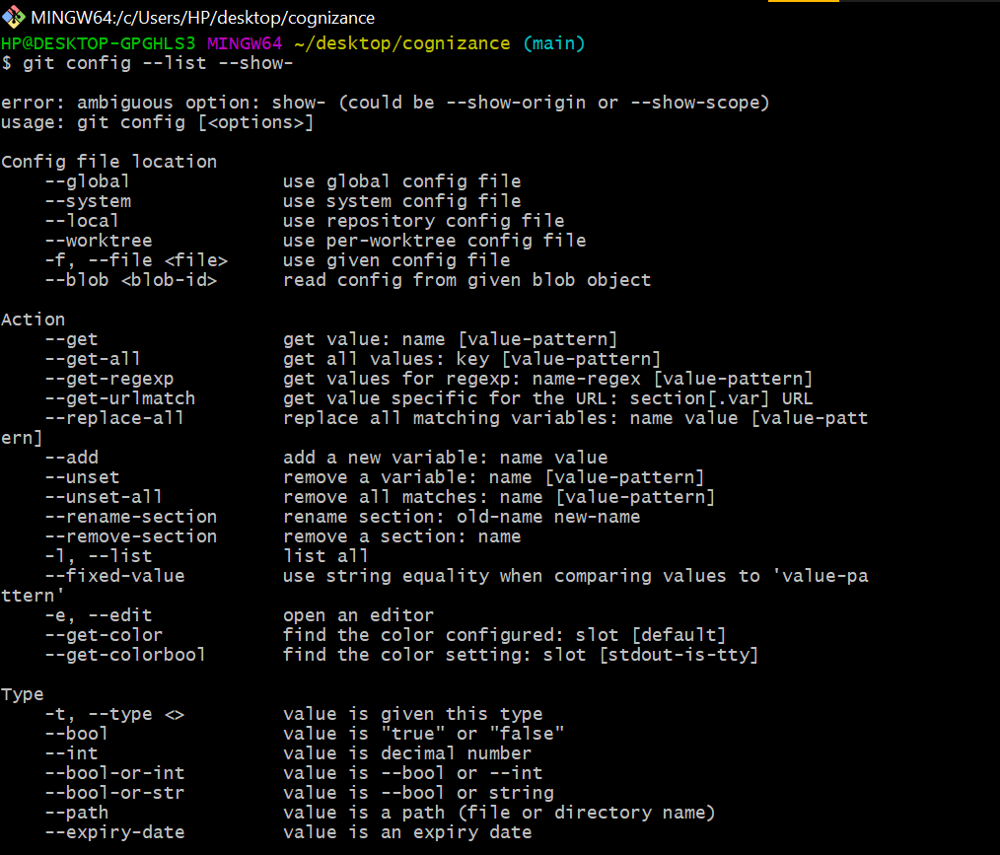 MINGW64:/c/Users/HP/desktop/cognizance
HP@DESKTOP-GPGHLS3 MINGW64 ~/desktop/cognizance (main)
$ git config --list --show-
error: ambiguous option: show- (could be --show-origin or --show-scope)
usage: git config [<options>]
Config file location
    --global              use global config file
    --system              use system config file
    --local               use repository config file
    --worktree            use per-worktree config file
    -f, --file <file>     use given config file
    --blob <blob-id>      read config from given blob object
Action
    --get                 get value: name [value-pattern]
    --get-all             get all values: key [value-pattern]
    --get-regexp          get values for regexp: name-regex [value-pattern]
    --get-urlmatch        get value specific for the URL: section[.var] URL
    --replace-all         replace all matching variables: name value [value-patt
ern]
    --add                 add a new variable: name value
    --unset               remove a variable: name [value-pattern]
    --unset-all           remove all matches: name [value-pattern]
    --rename-section      rename section: old-name new-name
    --remove-section      remove a section: name
    -l, --list            list all
    --fixed-value         use string equality when comparing values to 'value-pa
ttern'
    -e, --edit            open an editor
    --get-color           find the color configured: slot [default]
    --get-colorbool       find the color setting: slot [stdout-is-tty]
Type
    -t, --type <>         value is given this type
    --bool                value is "true" or "false"
    --int                 value is decimal number
    --bool-or-int         value is --bool or --int
    --bool-or-str         value is --bool or string
    --path                value is a path (file or directory name)
    --expiry-date         value is an expiry date